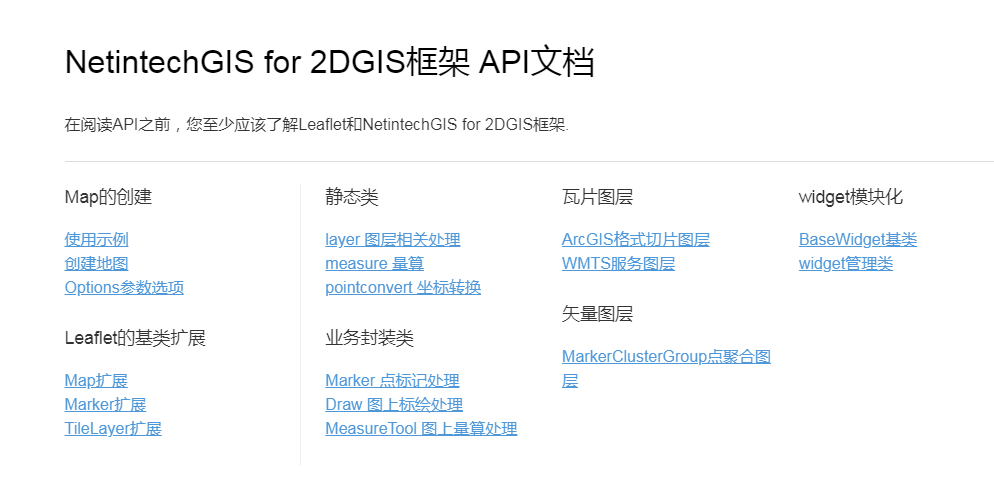 NetintechGIS for 2DGIS框架 API文档
在阅读API之前，您至少应该了解Leaflet和NetintechGIS for 2DGIS框架.
Map的创建
使用示例
创建地图
Options参数选项
Leaflet的基类扩展
Map扩展
Marker扩展
TileLayer扩展
静态类
layer 图层相关处理
measure 量算
pointconvert 坐标转换
业务封装类
Marker 点标记处理
Draw 图上标绘处理
MeasureTool 图上量算处理
瓦片图层
ArcGIS格式切片图层
WMTS服务图层
矢量图层
MarkerClusterGroup点聚合图
层
widget模块化
BaseWidget基类
widget管理类